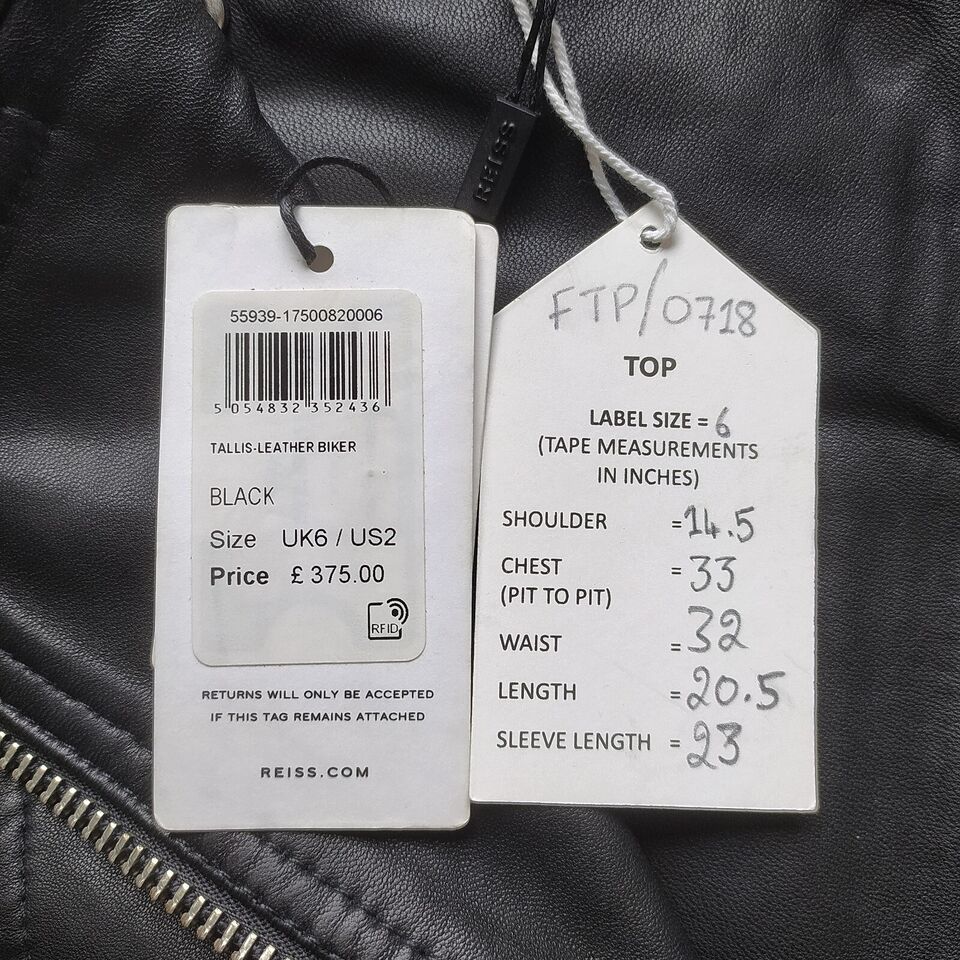 REISS
55939-17500820006
5 054832 352436
TALLIS-LEATHER BIKER
BLACK
Size UK6 / US2
Price £ 375.00
RFID
RETURNS WILL ONLY BE ACCEPTED
IF THIS TAG REMAINS ATTACHED
REISS.COM
FTP/0718
TOP
LABEL SIZE = 6
(TAPE MEASUREMENTS
IN INCHES)
SHOULDER = 14.5
CHEST = 33
(PIT TO PIT)
WAIST = 32
LENGTH = 20.5
SLEEVE LENGTH = 23